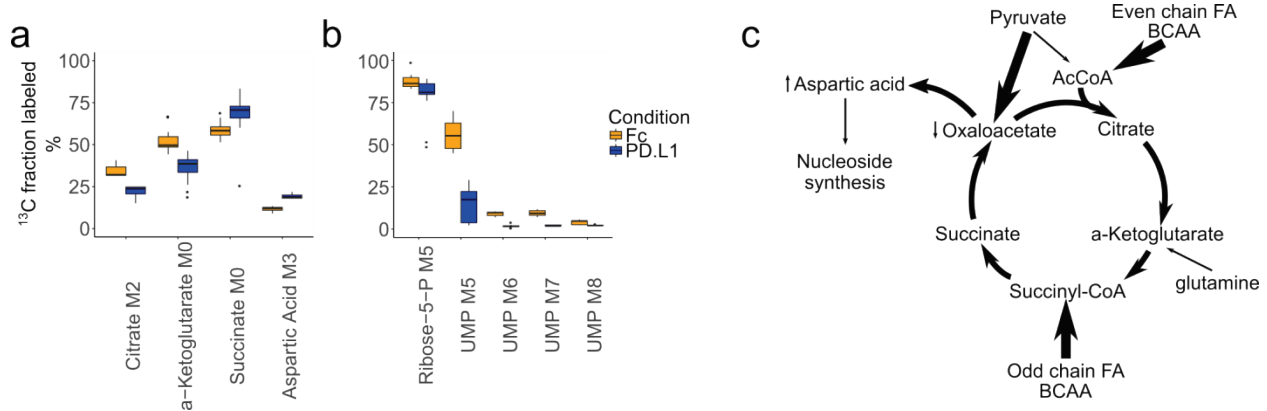 a
100
75
50
25
0
¹³C fraction labeled
%
Citrate M2
a-Ketoglutarate M0
Succinate M0
Aspartic Acid M3
b
100
75
50
25
0
Ribose-5-P M5
UMP M5
UMP M6
UMP M7
UMP M8
Condition
Fc
PD.L1
c
Pyruvate
Even chain FA
BCAA
AcCoA
↑Aspartic acid
↓Oxaloacetate
Citrate
Nucleoside
synthesis
Succinate
a-Ketoglutarate
Succinyl-CoA
glutamine
Odd chain FA
BCAA